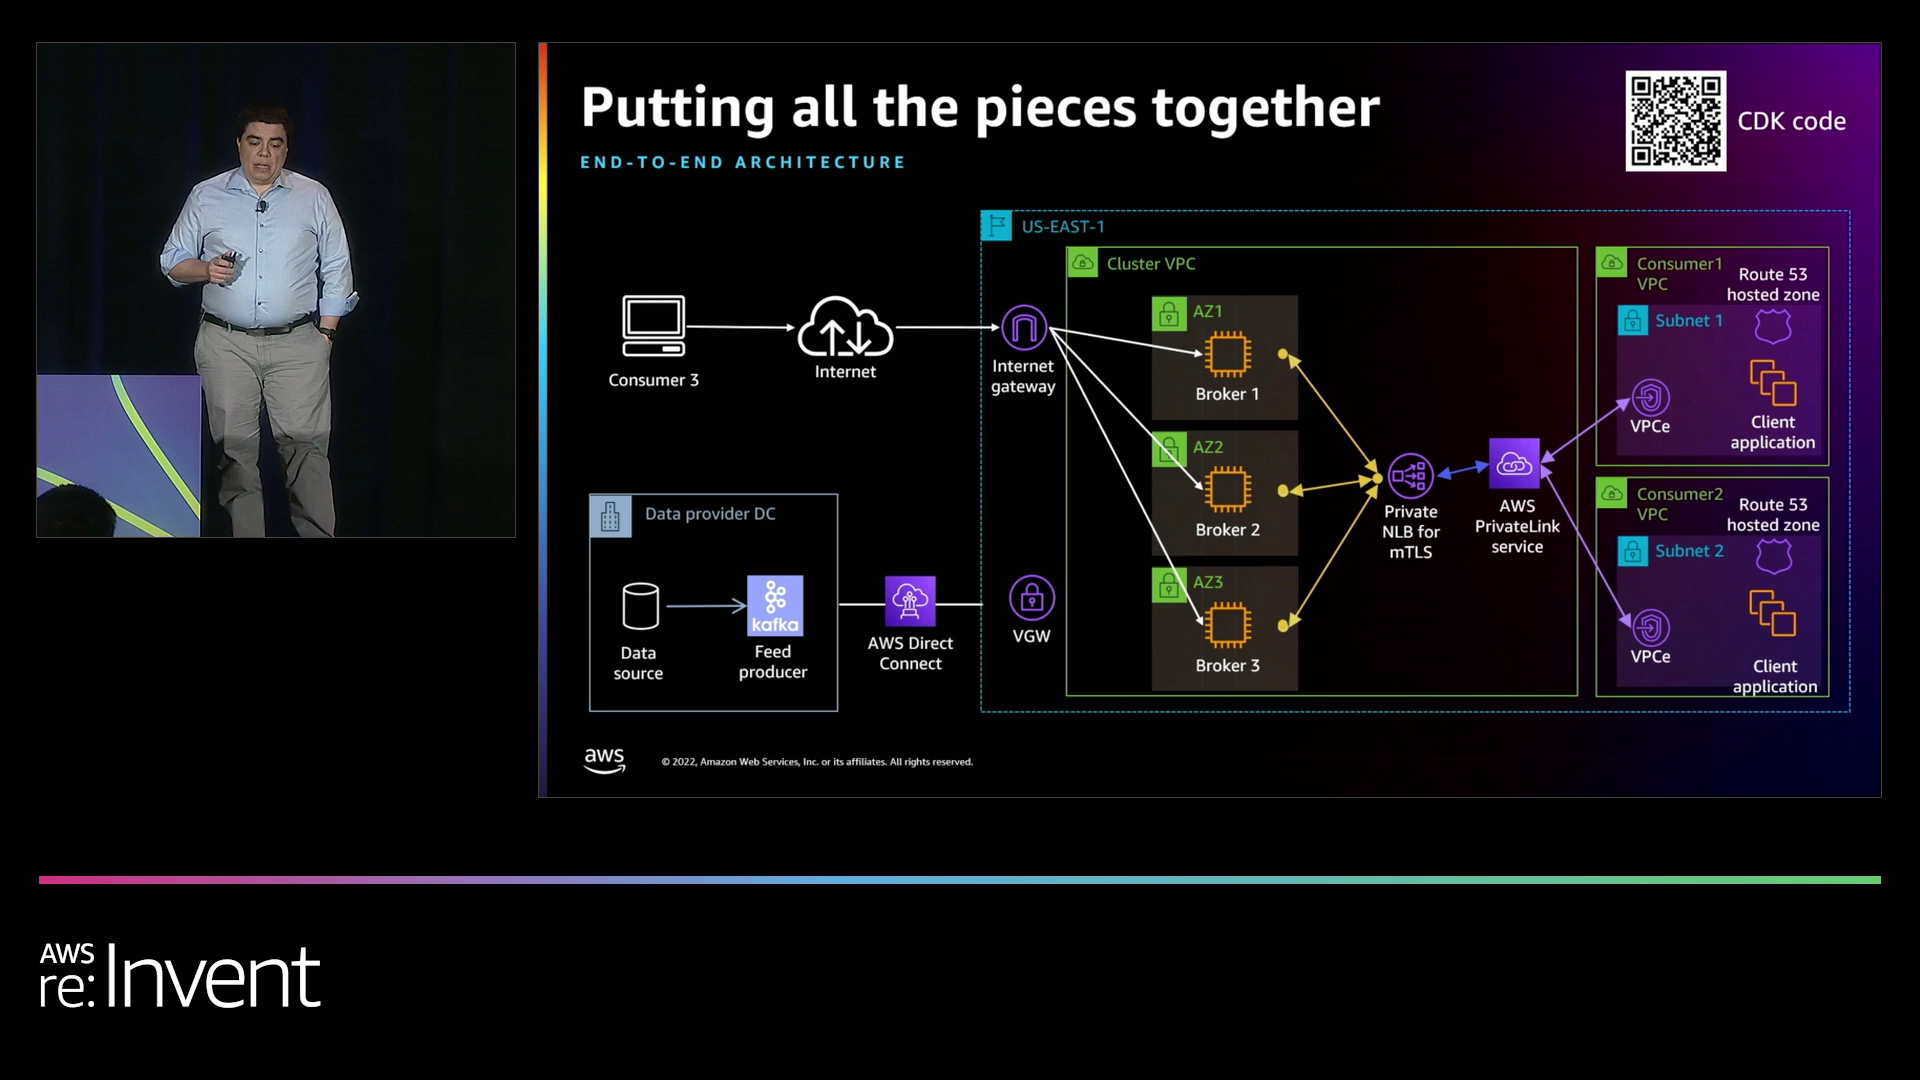 Putting all the pieces together
CDK code
END-TO-END ARCHITECTURE
US-EAST-1
Cluster VPC
Consumer1
VPC
Route 53
hosted zone
AZ1
Subnet 1
Consumer 3
Internet
Internet
gateway
Broker 1
VPCe
Client
application
AZ2
Broker 2
Private
NLB for
mTLS
AWS
PrivateLink
service
Consumer2
VPC
Route 53
hosted zone
Subnet 2
Data provider DC
AZ3
kafka
Data
source
Feed
producer
AWS Direct
Connect
VGW
Broker 3
VPCe
Client
application
aws
© 2022, Amazon Web Services, Inc. or its affiliates. All rights reserved.
AWS
re:Invent